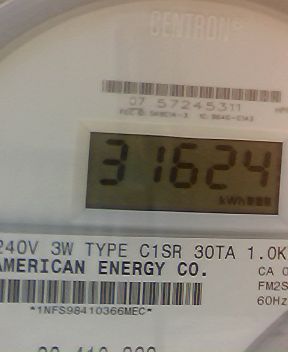 CENTRON®
07 57245311
31624
kWh
240V 3W TYPE C1SR 30TA 1.0K
AMERICAN ENERGY CO.
CA 0
FM2S
60Hz
*1NFS98410366MEC*